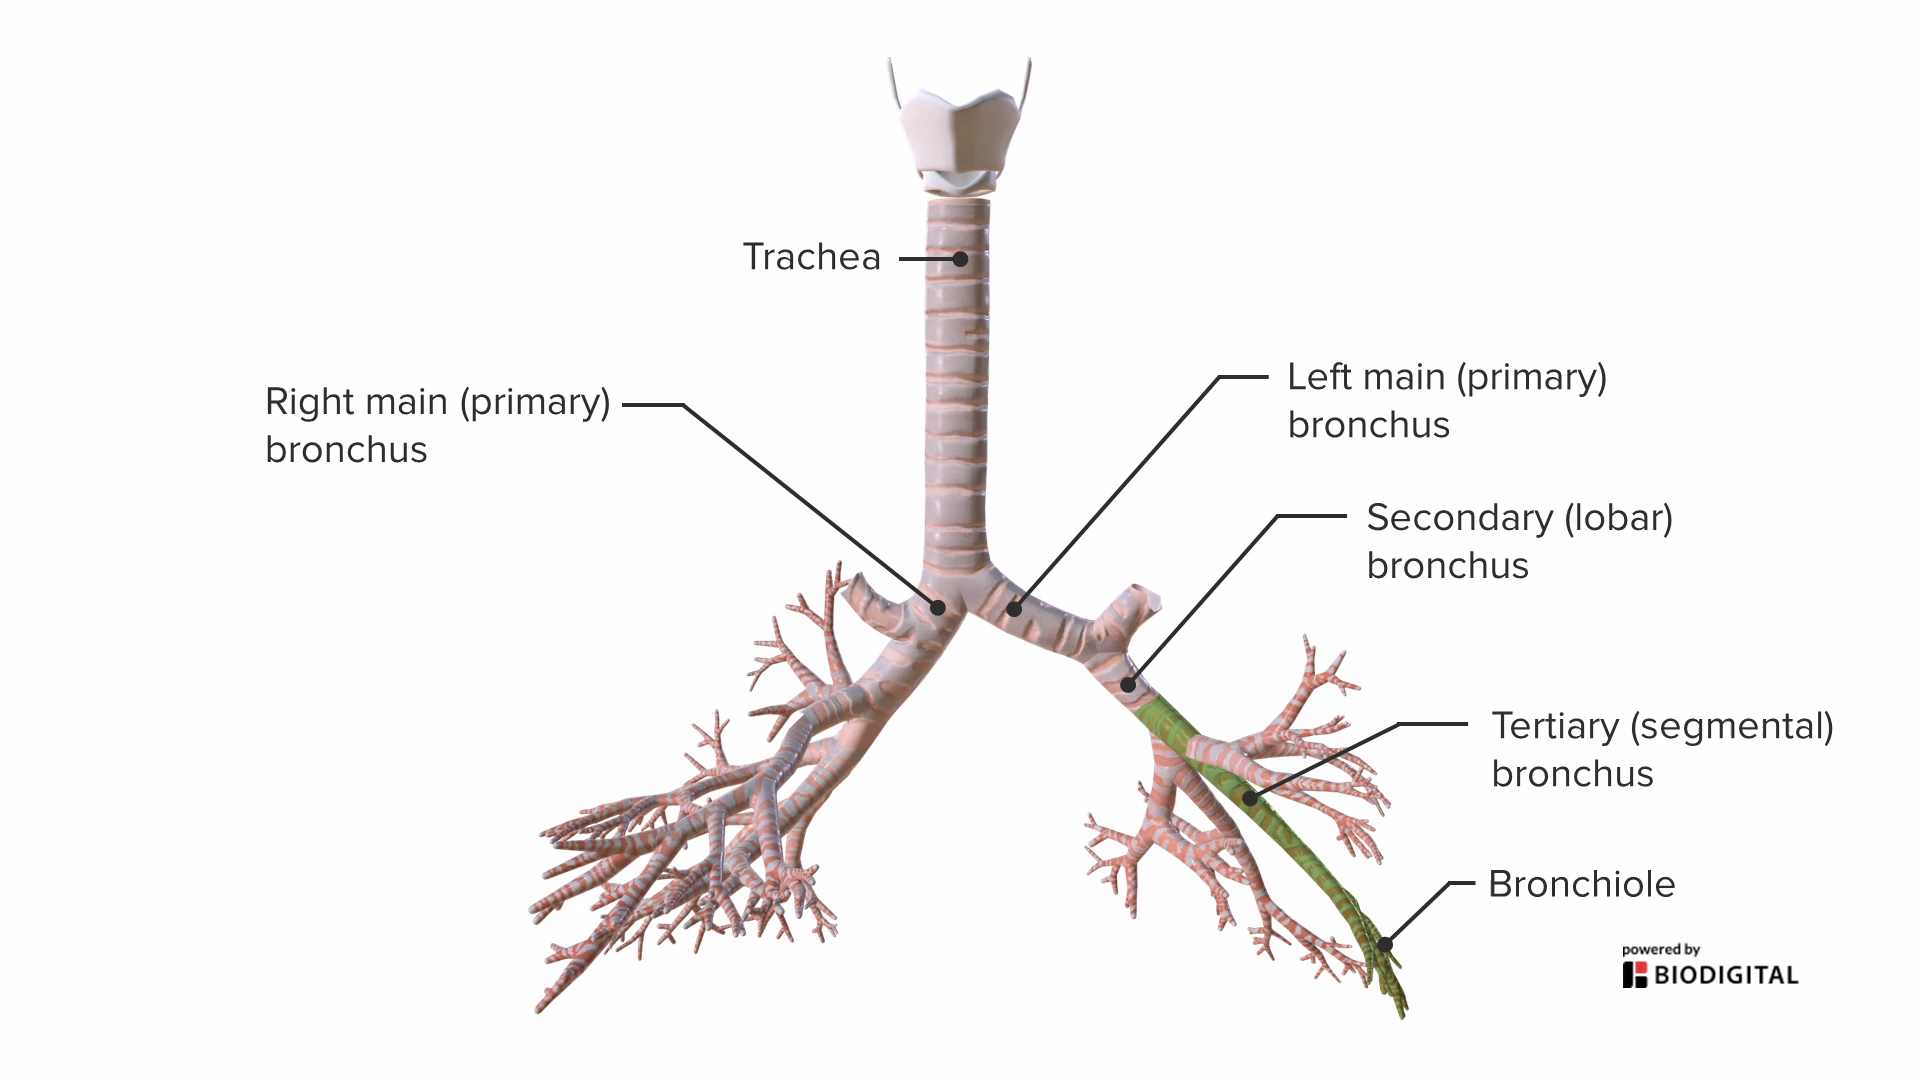 Trachea
Right main (primary)
bronchus
Left main (primary)
bronchus
Secondary (lobar)
bronchus
Tertiary (segmental)
bronchus
Bronchiole
powered by
BIODIGITAL